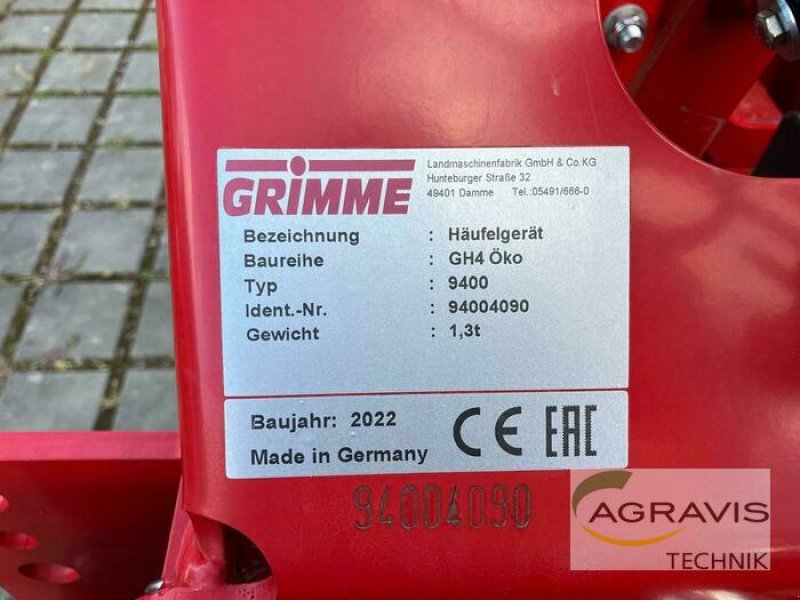 GRIMME
Landmaschinenfabrik GmbH & Co KG
Hunteburger Straße 32
49401 Damme Tel.:05491/666-0
Bezeichnung : Häufelgerät
Baureihe : GH4 Öko
Typ : 9400
Ident.-Nr. : 94004090
Gewicht : 1,3t
Baujahr: 2022
Made in Germany
CE EAC
94004090
AGRAVIS
TECHNIK